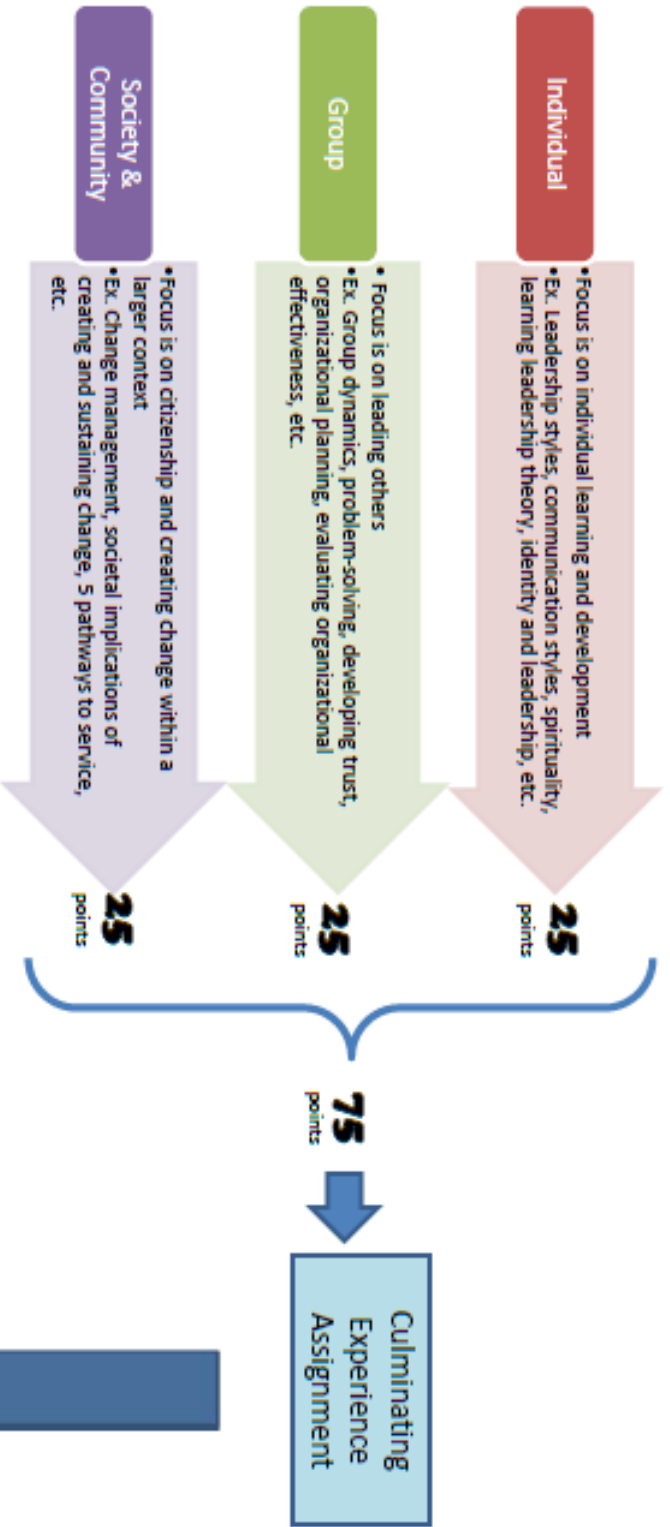 Individual
•Focus is on individual learning and development
•Ex. Leadership styles, communication styles, spirituality,
learning leadership theory, identity and leadership, etc.
25
points
Group
• Focus is on leading others
•Ex. Group dynamics, problem-solving, developing trust,
organizational planning, evaluating organizational
effectiveness, etc.
25
points
Society &
Community
•Focus is on citizenship and creating change within a
larger context
•Ex. Change management, societal implications of
creating and sustaining change, 5 pathways to service,
etc.
25
points
75
points
Culminating
Experience
Assignment